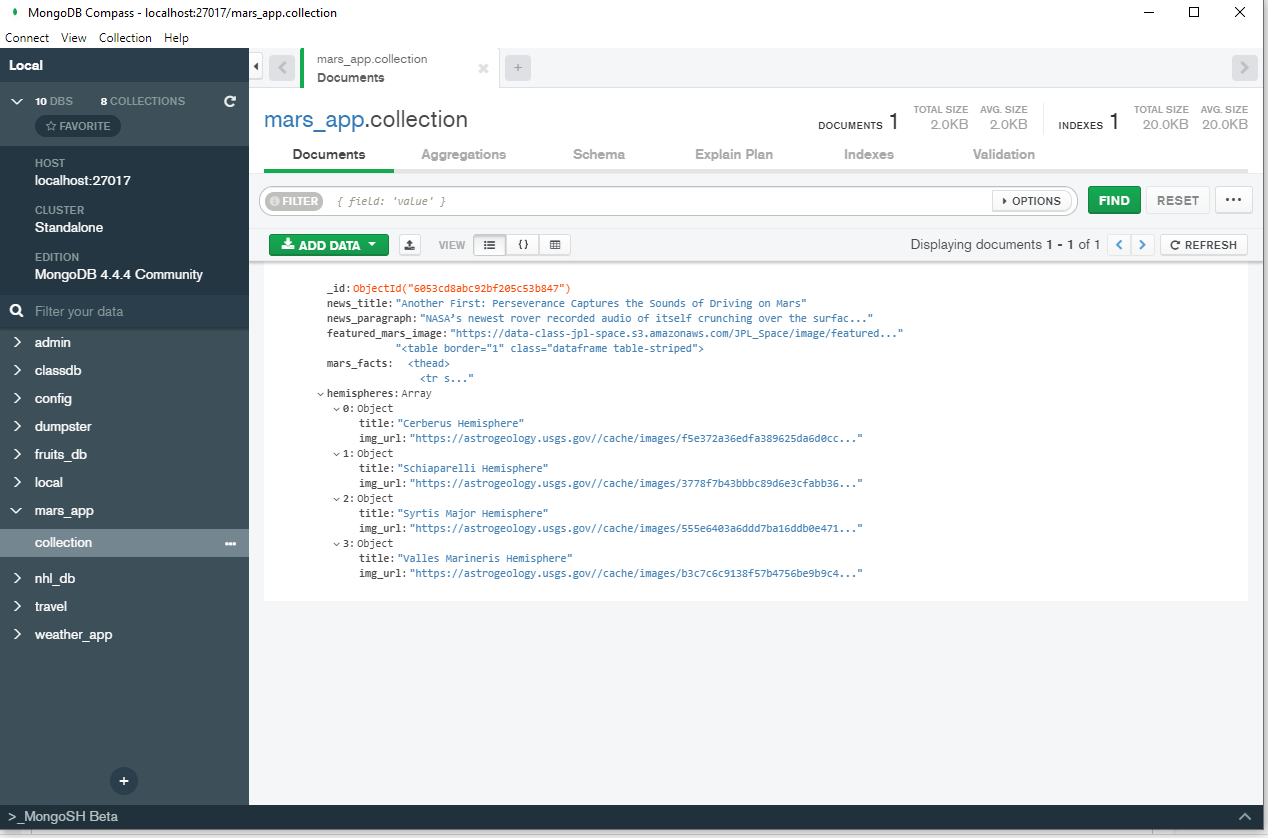 MongoDB Compass - localhost:27017/mars_app.collection
Connect View Collection Help
Local
10 DBS 8 COLLECTIONS
FAVORITE
HOST
localhost:27017
CLUSTER
Standalone
EDITION
MongoDB 4.4.4 Community
Filter your data
admin
classdb
config
dumpster
fruits_db
local
mars_app
collection
nhl_db
travel
weather_app
>_MongoSH Beta
mars_app.collection
Documents
mars_app.collection
DOCUMENTS 1 TOTAL SIZE 2.0KB AVG. SIZE 2.0KB INDEXES 1 TOTAL SIZE 20.0KB AVG. SIZE 20.0KB
Documents Aggregations Schema Explain Plan Indexes Validation
FILTER { field: 'value' } OPTIONS FIND RESET
ADD DATA VIEW {} Displaying documents 1 - 1 of 1 REFRESH
_id: ObjectId("6053cd8abc92bf205c53b847")
news_title: "Another First: Perseverance Captures the Sounds of Driving on Mars"
news_paragraph: "NASA’s newest rover recorded audio of itself crunching over the surfac..."
featured_mars_image: "https://data-class-jpl-space.s3.amazonaws.com/JPL_Space/image/featured..."
"<table border="1" class="dataframe table-striped">
mars_facts: <thead>
<tr s..."
hemispheres: Array
0: Object
title: "Cerberus Hemisphere"
img_url: "https://astrogeology.usgs.gov//cache/images/f5e372a36edfa389625da6d0cc..."
1: Object
title: "Schiaparelli Hemisphere"
img_url: "https://astrogeology.usgs.gov//cache/images/3778f7b43bbbc89d6e3cfabb36..."
2: Object
title: "Syrtis Major Hemisphere"
img_url: "https://astrogeology.usgs.gov//cache/images/555e6403a6ddd7ba16ddb0e471..."
3: Object
title: "Valles Marineris Hemisphere"
img_url: "https://astrogeology.usgs.gov//cache/images/b3c7c6c9138f57b4756be9b9c4..."